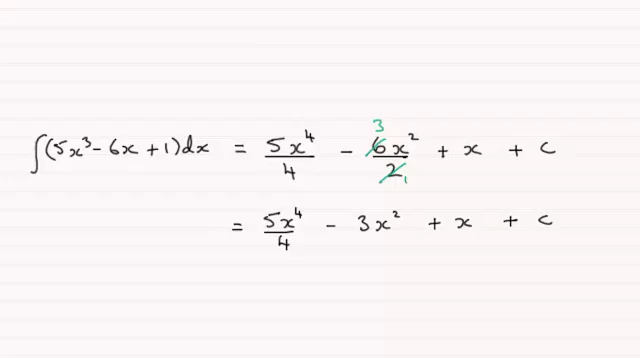 ∫(5x³ - 6x + 1)dx = 5x⁴/4 - 6x²/2 + x + c
3
1
= 5x⁴/4 - 3x² + x + c